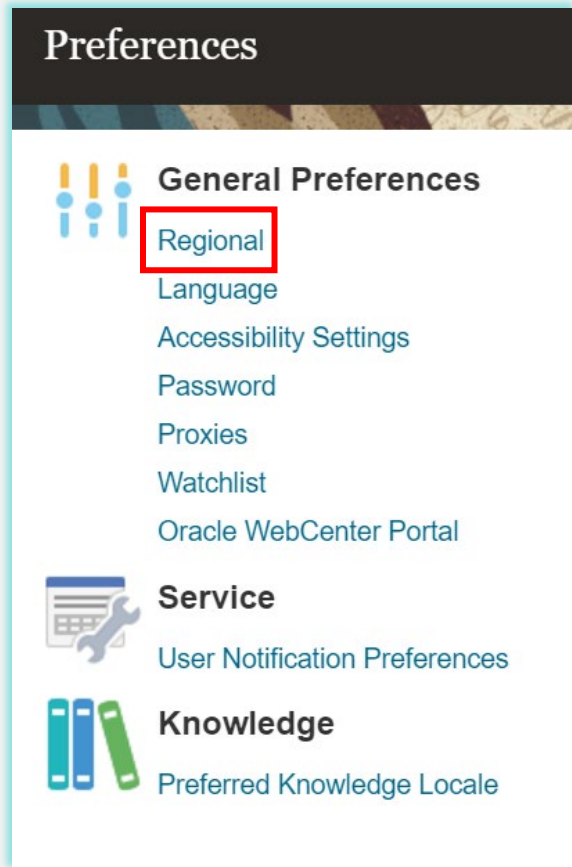 Preferences
General Preferences
Regional
Language
Accessibility Settings
Password
Proxies
Watchlist
Oracle WebCenter Portal
Service
User Notification Preferences
Knowledge
Preferred Knowledge Locale